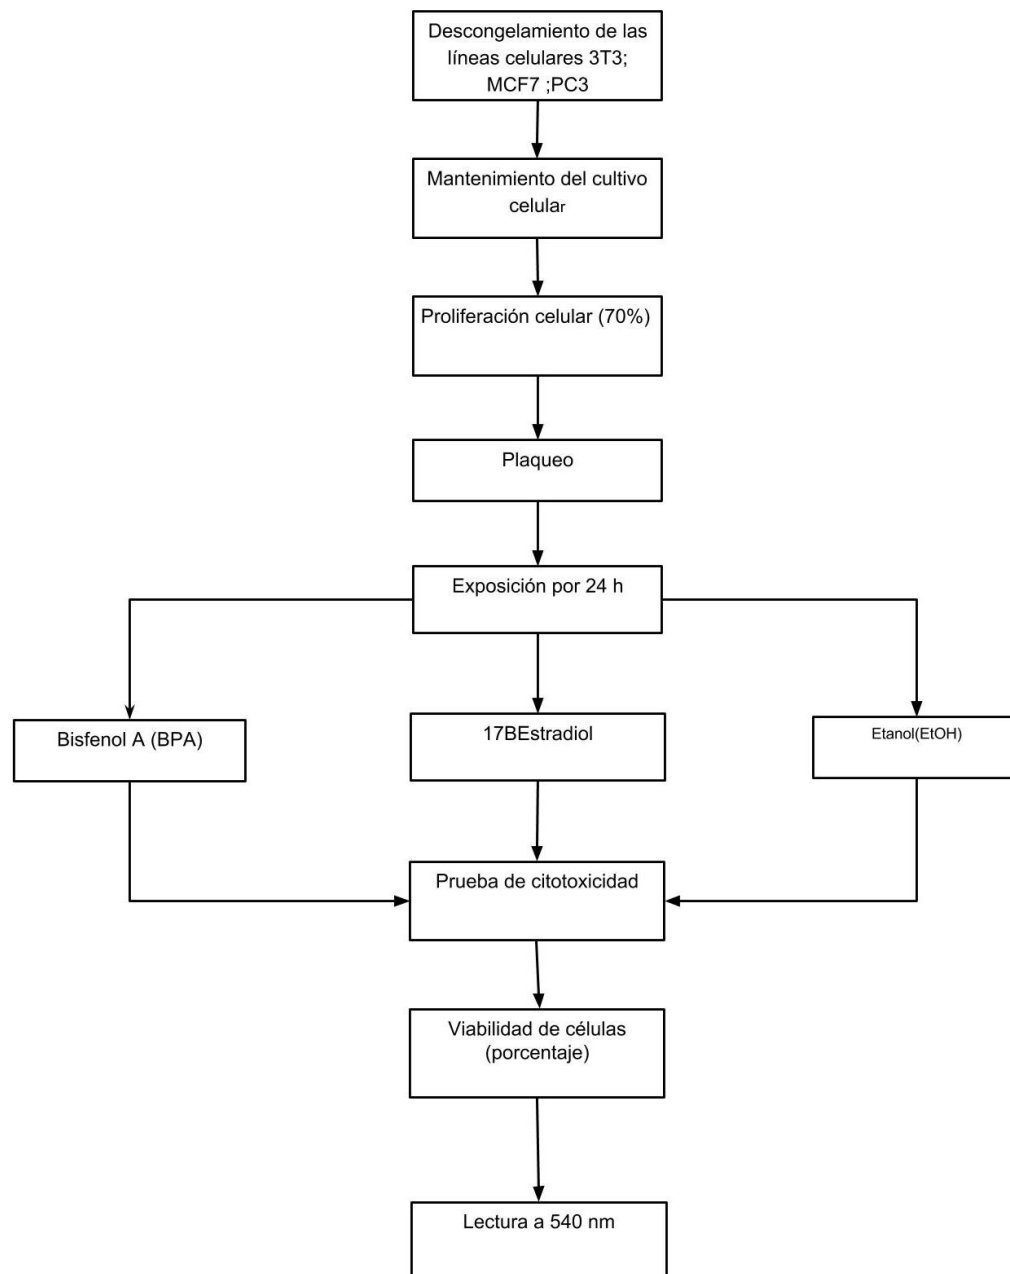 Descongelamiento de las
líneas celulares 3T3;
MCF7 ;PC3
Mantenimiento del cultivo
celular
Proliferación celular (70%)
Plaqueo
Exposición por 24 h
Bisfenol A (BPA)
17BEstradiol
Etanol(EtOH)
Prueba de citotoxicidad
Viabilidad de células
(porcentaje)
Lectura a 540 nm